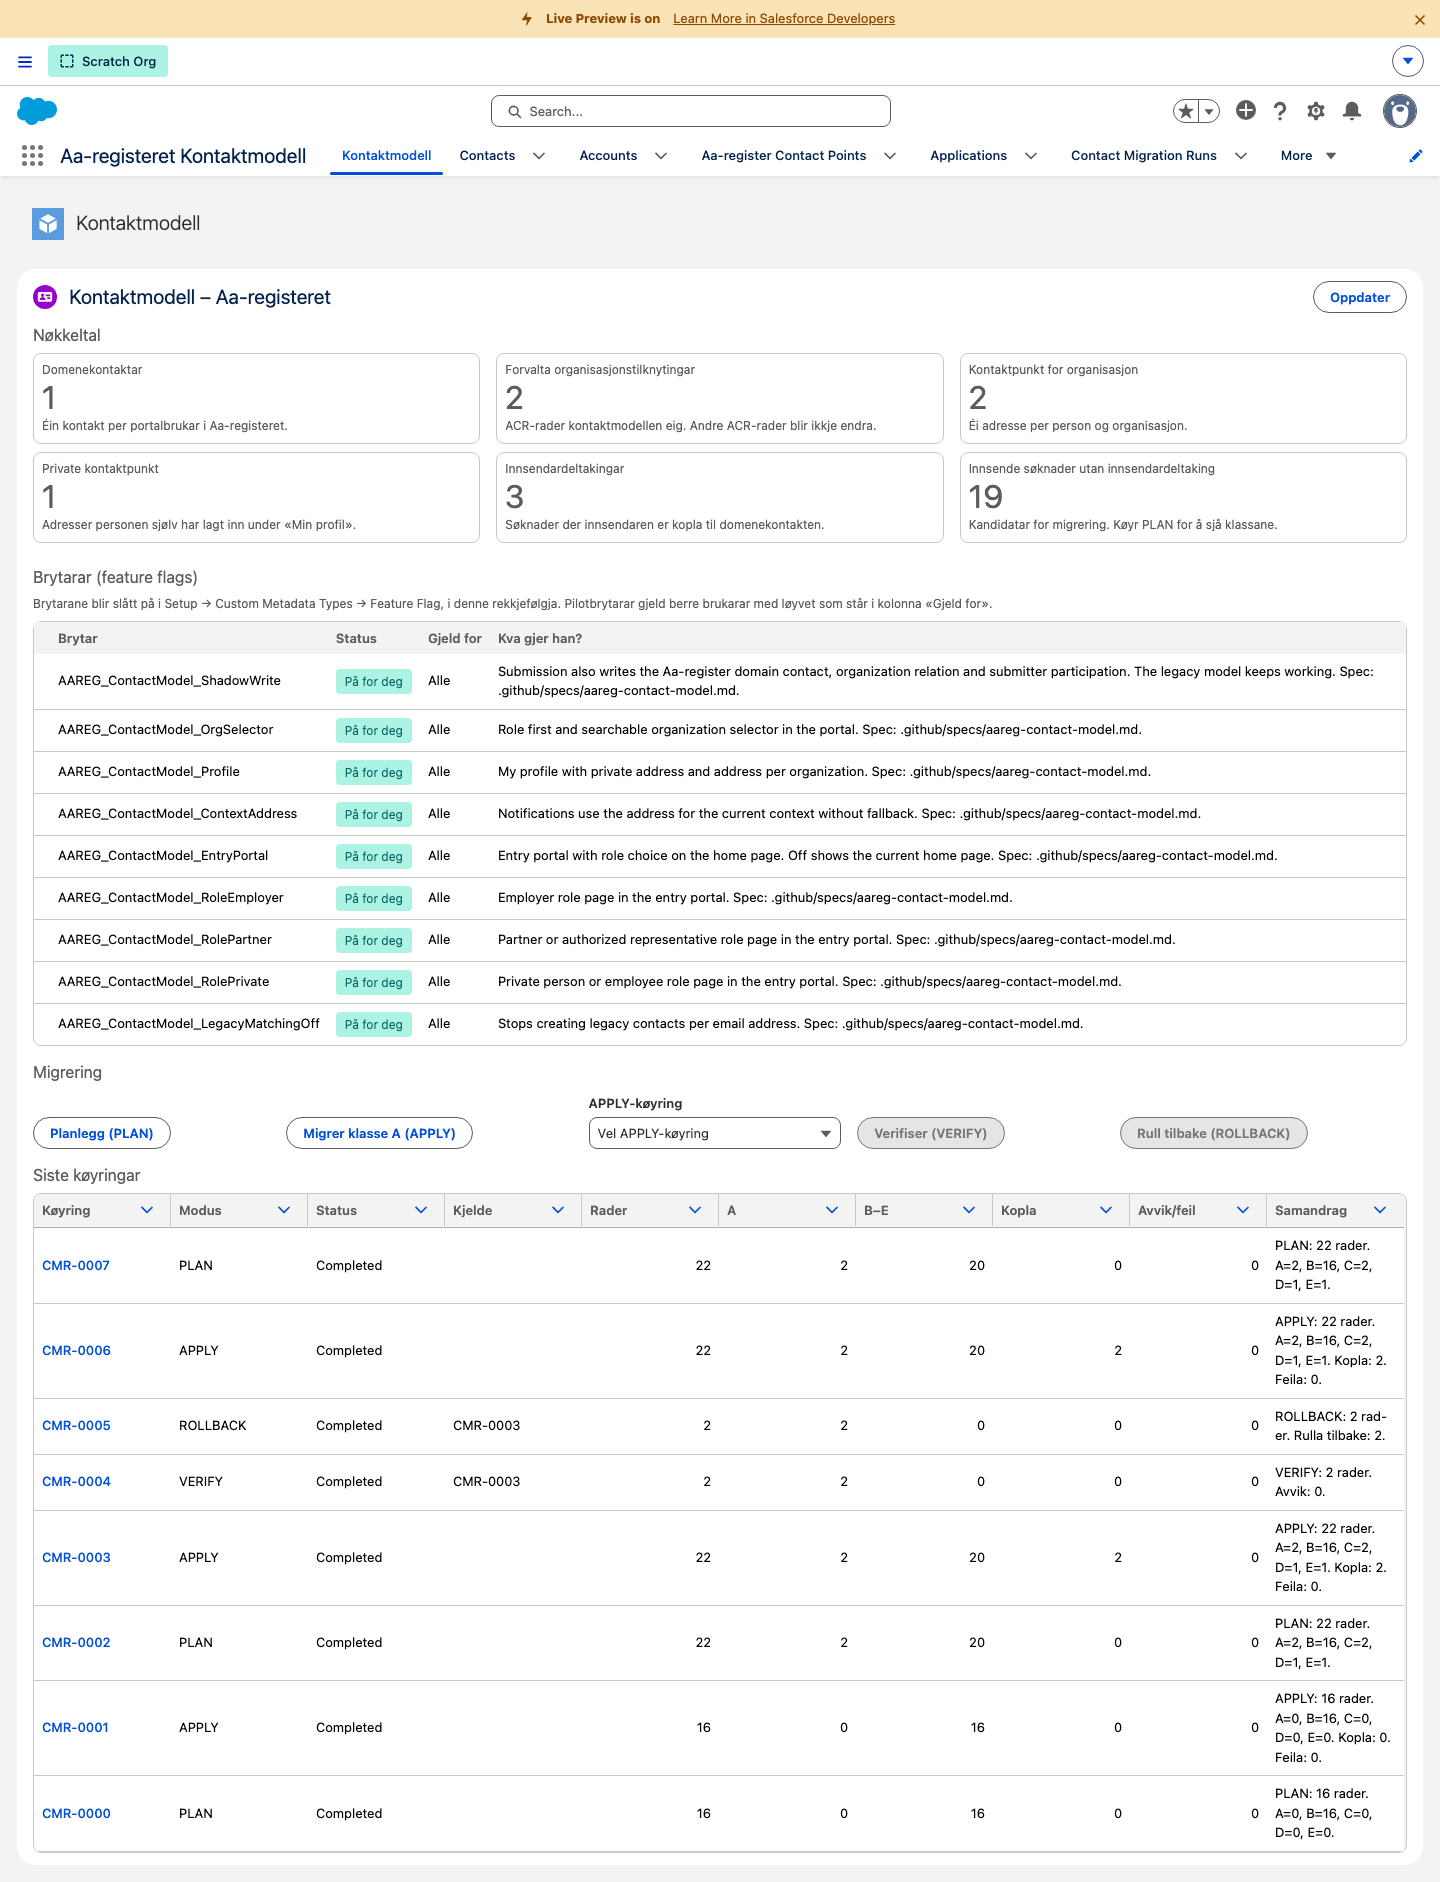 Live Preview is on Learn More in Salesforce Developers
Scratch Org
Search...
Aa-registeret Kontaktmodell Kontaktmodell Contacts Accounts Aa-register Contact Points Applications Contact Migration Runs More
Kontaktmodell
Kontaktmodell – Aa-registeret Oppdater
Nøkkeltal
Domenekontaktar
1
Éin kontakt per portalbrukar i Aa-registeret.
Forvalta organisasjonstilknytingar
2
ACR-rader kontaktmodellen eig. Andre ACR-rader blir ikkje endra.
Kontaktpunkt for organisasjon
2
Éi adresse per person og organisasjon.
Private kontaktpunkt
1
Adresser personen sjølv har lagt inn under «Min profil».
Innsendardeltakingar
3
Søknader der innsendaren er kopla til domenekontakten.
Innsende søknader utan innsendardeltaking
19
Kandidatar for migrering. Køyr PLAN for å sjå klassane.
Brytarar (feature flags)
Brytarane blir slått på i Setup → Custom Metadata Types → Feature Flag, i denne rekkjefølgja. Pilotbrytarar gjeld berre brukarar med løyvet som står i kolonna «Gjeld for».
Brytar Status Gjeld for Kva gjer han?
AAREG_ContactModel_ShadowWrite På for deg Alle Submission also writes the Aa-register domain contact, organization relation and submitter participation. The legacy model keeps working. Spec:
.github/specs/aareg-contact-model.md.
AAREG_ContactModel_OrgSelector På for deg Alle Role first and searchable organization selector in the portal. Spec: .github/specs/aareg-contact-model.md.
AAREG_ContactModel_Profile På for deg Alle My profile with private address and address per organization. Spec: .github/specs/aareg-contact-model.md.
AAREG_ContactModel_ContextAddress På for deg Alle Notifications use the address for the current context without fallback. Spec: .github/specs/aareg-contact-model.md.
AAREG_ContactModel_EntryPortal På for deg Alle Entry portal with role choice on the home page. Off shows the current home page. Spec: .github/specs/aareg-contact-model.md.
AAREG_ContactModel_RoleEmployer På for deg Alle Employer role page in the entry portal. Spec: .github/specs/aareg-contact-model.md.
AAREG_ContactModel_RolePartner På for deg Alle Partner or authorized representative role page in the entry portal. Spec: .github/specs/aareg-contact-model.md.
AAREG_ContactModel_RolePrivate På for deg Alle Private person or employee role page in the entry portal. Spec: .github/specs/aareg-contact-model.md.
AAREG_ContactModel_LegacyMatchingOff På for deg Alle Stops creating legacy contacts per email address. Spec: .github/specs/aareg-contact-model.md.
Migrering
APPLY-køyring
Planlegg (PLAN) Migrer klasse A (APPLY) Vel APPLY-køyring Verifiser (VERIFY) Rull tilbake (ROLLBACK)
Siste køyringar
Køyring Modus Status Kjelde Rader A B–E Kopla Avvik/feil Samandrag
CMR-0007 PLAN Completed 22 2 20 0 0 PLAN: 22 rader.
A=2, B=16, C=2,
D=1, E=1.
CMR-0006 APPLY Completed 22 2 20 2 0 APPLY: 22 rader.
A=2, B=16, C=2,
D=1, E=1. Kopla: 2.
Feila: 0.
CMR-0005 ROLLBACK Completed CMR-0003 2 2 0 0 0 ROLLBACK: 2 rad-
er. Rulla tilbake: 2.
CMR-0004 VERIFY Completed CMR-0003 2 2 0 0 0 VERIFY: 2 rader.
Avvik: 0.
CMR-0003 APPLY Completed 22 2 20 2 0 APPLY: 22 rader.
A=2, B=16, C=2,
D=1, E=1. Kopla: 2.
Feila: 0.
CMR-0002 PLAN Completed 22 2 20 0 0 PLAN: 22 rader.
A=2, B=16, C=2,
D=1, E=1.
CMR-0001 APPLY Completed 16 0 16 0 0 APPLY: 16 rader.
A=0, B=16, C=0,
D=0, E=0. Kopla: 0.
Feila: 0.
CMR-0000 PLAN Completed 16 0 16 0 0 PLAN: 16 rader.
A=0, B=16, C=0,
D=0, E=0.